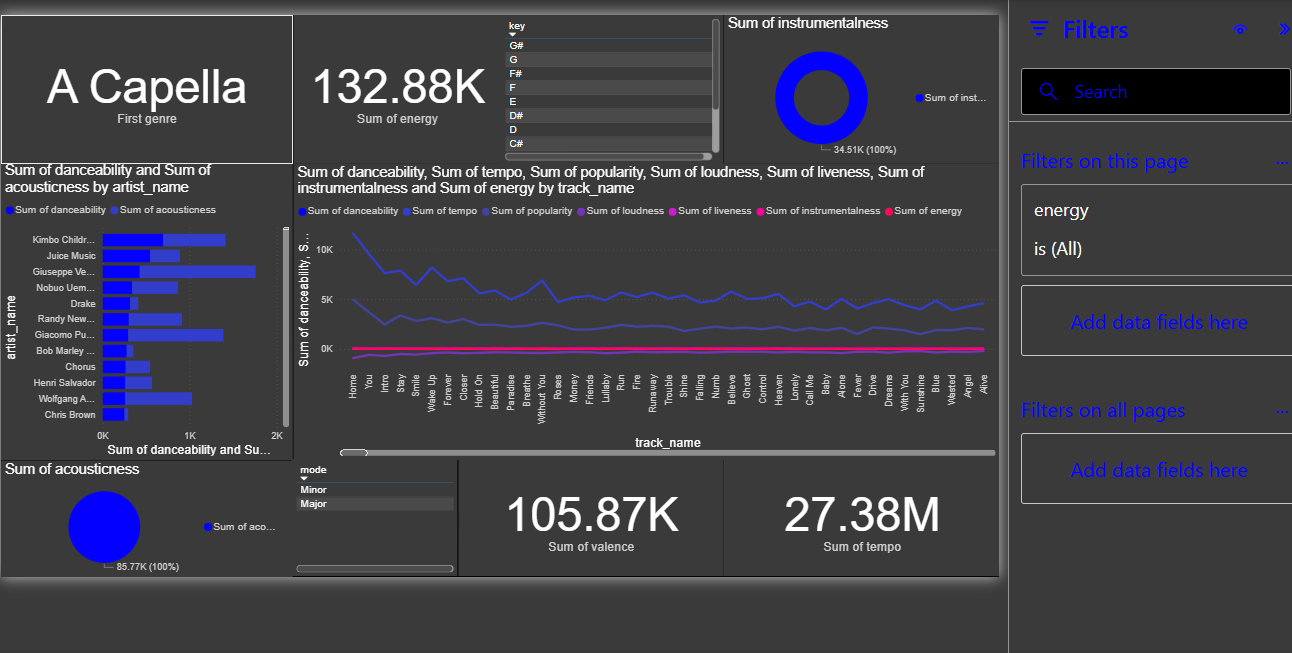 A Capella
First genre
132.88K
Sum of energy
key
G#
G
F#
F
E
D#
D
C#
Sum of instrumentalness
Sum of inst...
34.51K (100%)
Sum of danceability and Sum of
acousticness by artist_name
Sum of danceability Sum of acousticness
artist_name
Kimbo Childr...
Juice Music
Giuseppe Ve...
Nobuo Uem...
Drake
Randy New...
Giacomo Pu...
Bob Marley ...
Chorus
Henri Salvador
Wolfgang A...
Chris Brown
0K 1K 2K
Sum of danceability and Su...
Sum of danceability, Sum of tempo, Sum of popularity, Sum of loudness, Sum of liveness, Sum of
instrumentalness and Sum of energy by track_name
Sum of danceability Sum of tempo Sum of popularity Sum of loudness Sum of liveness Sum of instrumentalness Sum of energy
Sum of danceability, S...
10K
5K
0K
Home
You
Intro
Stay
Smile
Wake Up
Forever
Closer
Hold On
Beautiful
Paradise
Breathe
Without You
Roses
Money
Friends
Lullaby
Run
Fire
Runaway
Trouble
Shine
Falling
Numb
Believe
Ghost
Control
Heaven
Lonely
Call Me
Baby
Alone
Fever
Drive
Dreams
With You
Sunshine
Blue
Wasted
Angel
Alive
track_name
Sum of acousticness
Sum of aco...
85.77K (100%)
mode
Minor
Major
105.87K
Sum of valence
27.38M
Sum of tempo
Filters
Search
Filters on this page
...
energy
is (All)
Add data fields here
Filters on all pages
...
Add data fields here